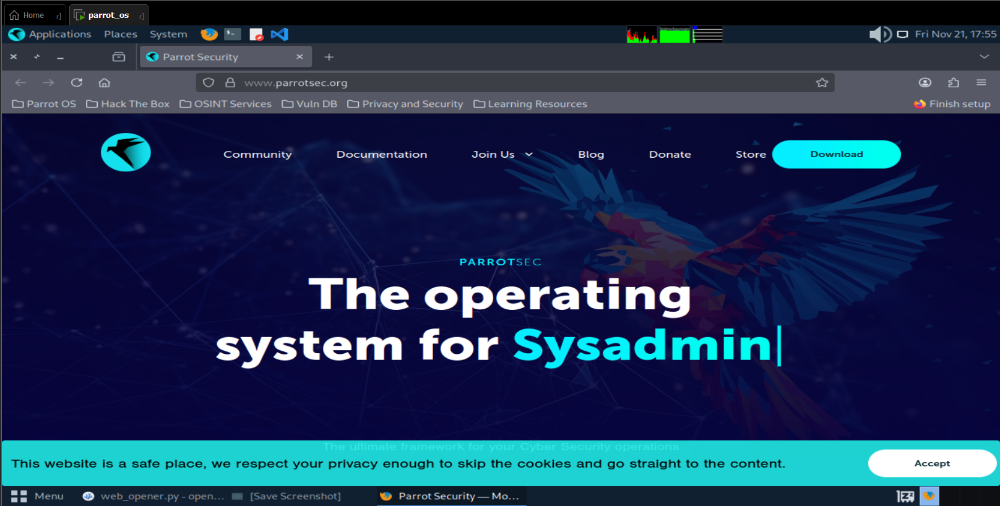 Home
parrot_os
Applications Places System
Fri Nov 21, 17:55
Parrot Security
www.parrotsec.org
Parrot OS Hack The Box OSINT Services Vuln DB Privacy and Security Learning Resources Finish setup
Community Documentation Join Us Blog Donate Store Download
PARROTSEC
The operating
system for Sysadmin
The ultimate framework for your Cyber Security operations
This website is a safe place, we respect your privacy enough to skip the cookies and go straight to the content.
Accept
Menu web_opener.py - open... [Save Screenshot] Parrot Security — Mo...